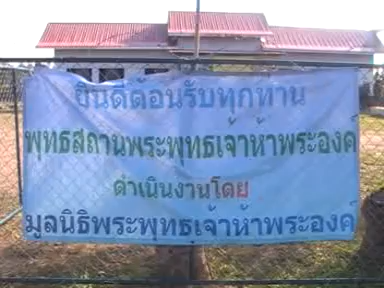 ยินดีต้อนรับทุกท่าน
พุทธสถานพระพุทธเจ้าห้าพระองค์
ดำเนินงานโดย
มูลนิธิพระพุทธเจ้าห้าพระองค์